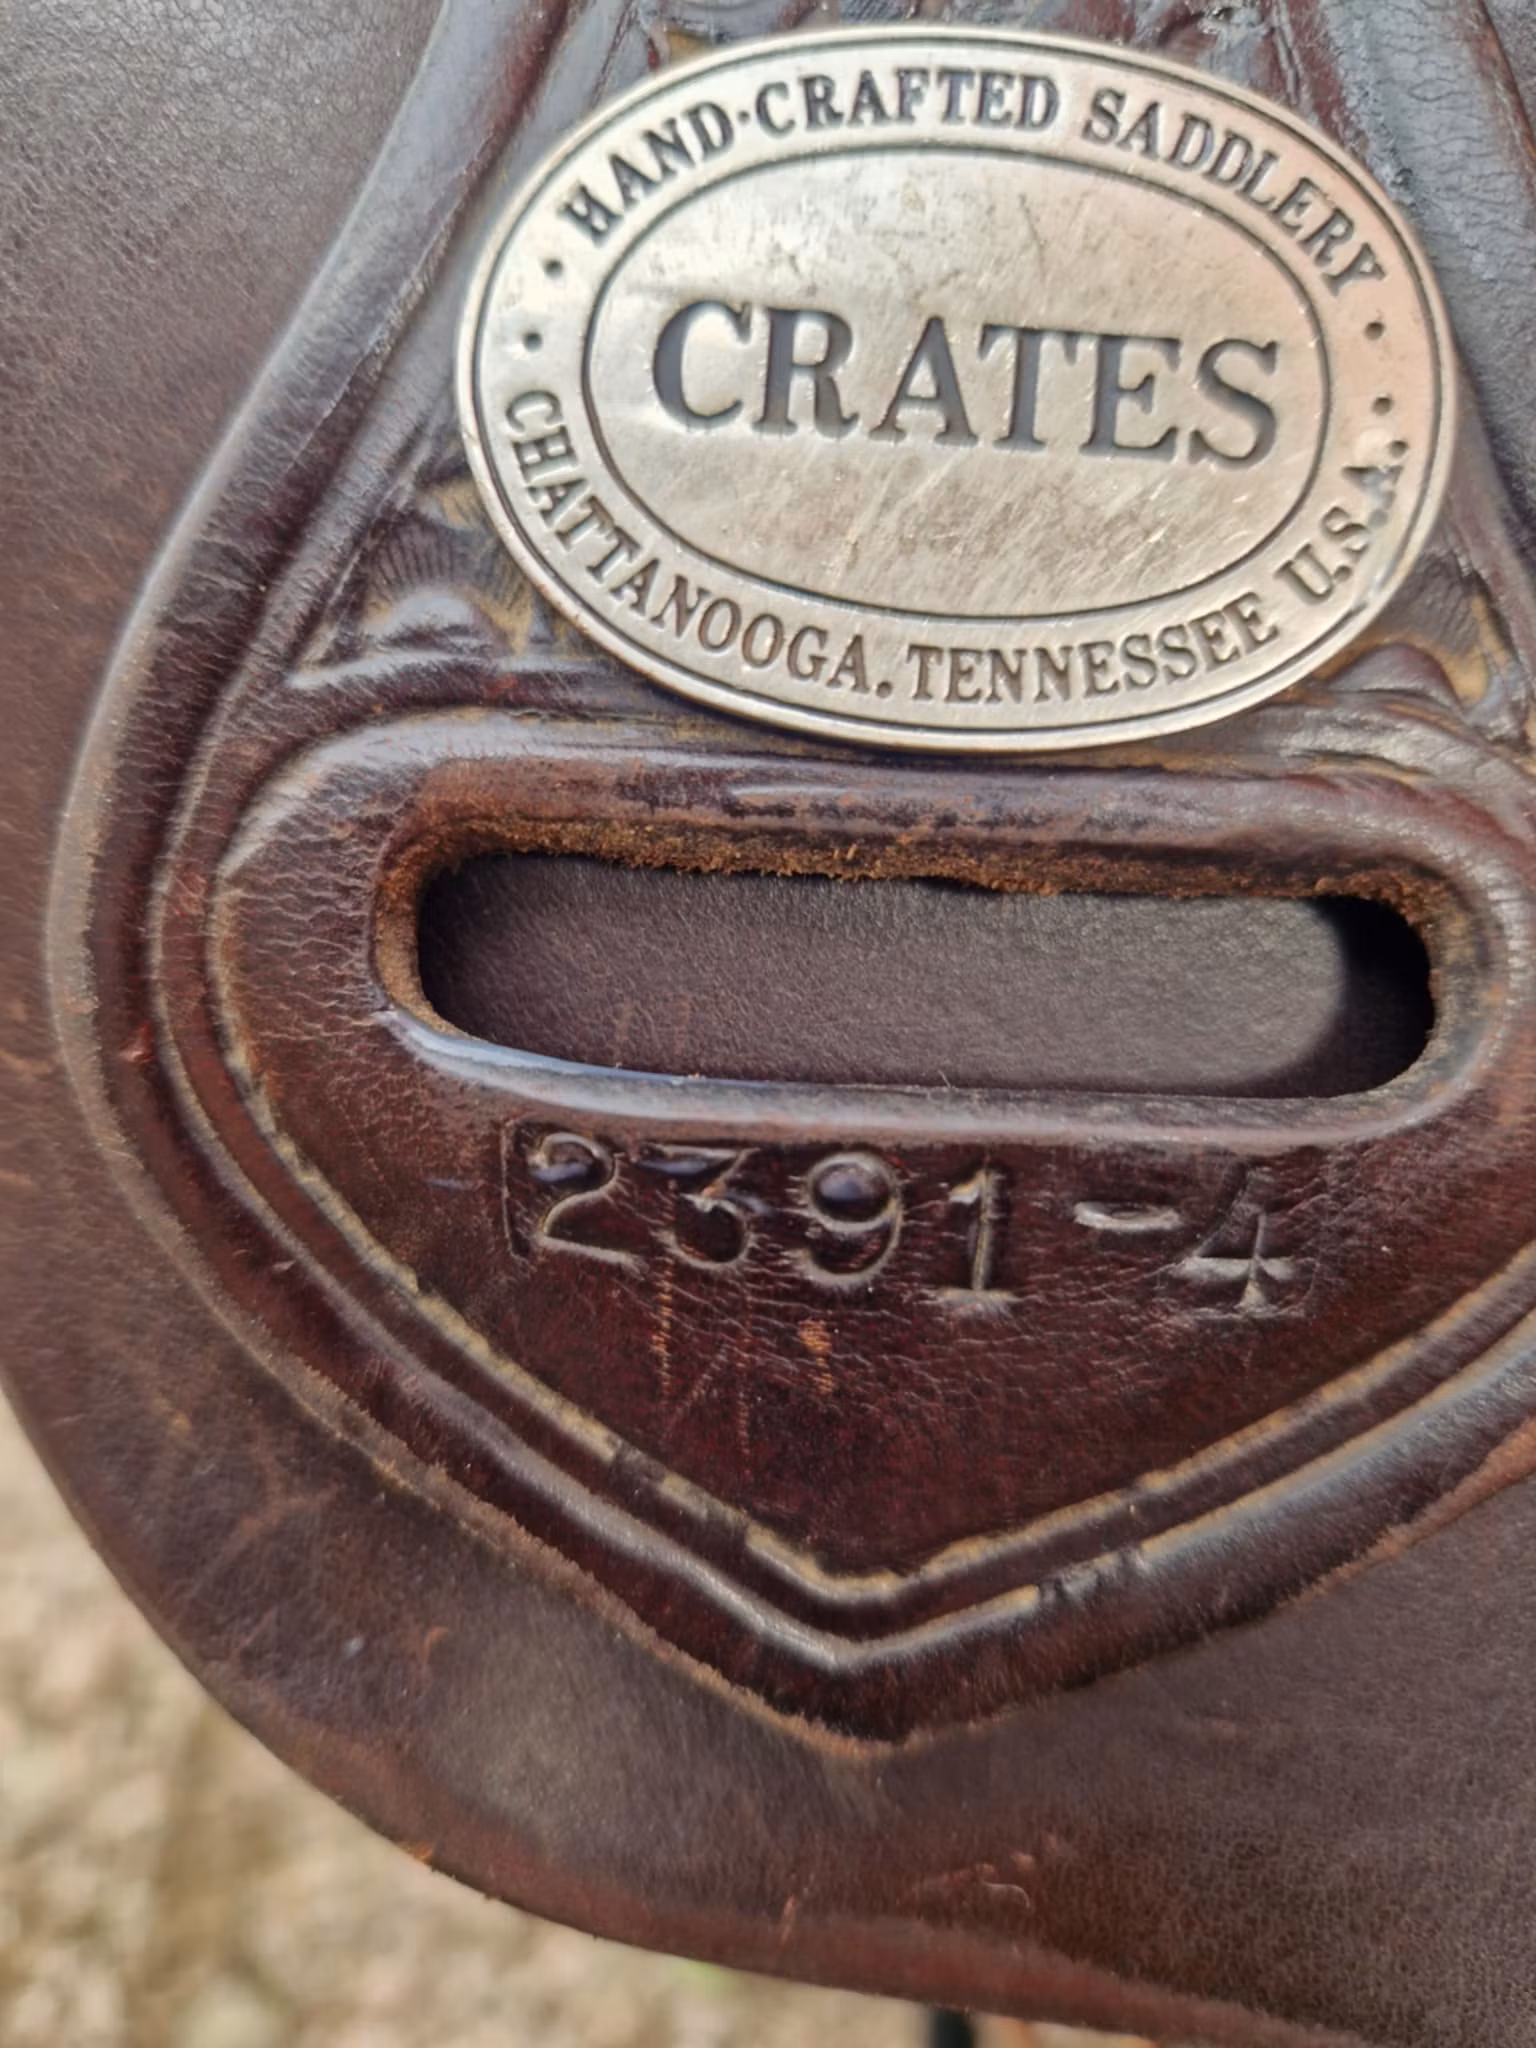 HAND·CRAFTED SADDLERY
CRATES
CHATTANOOGA. TENNESSEE U.S.A.
2391-4